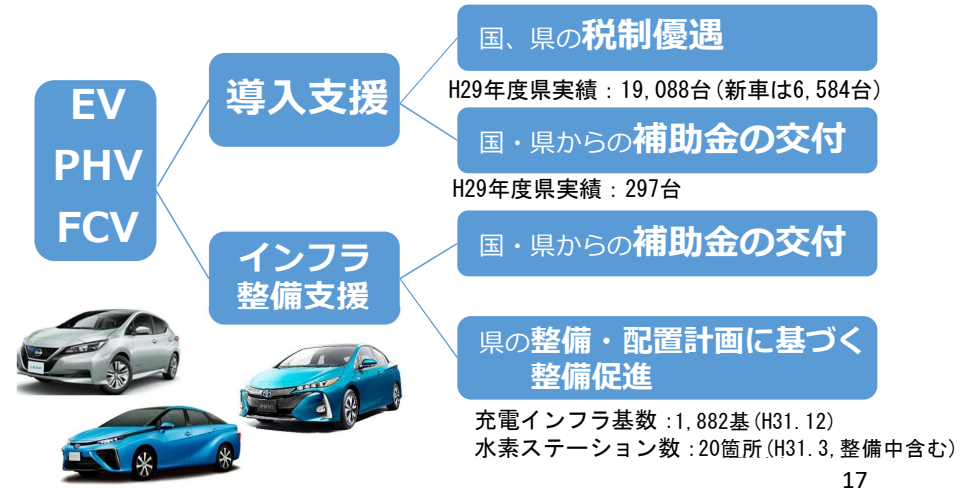 EV
PHV
FCV
導入支援
国、県の税制優遇
H29年度県実績：19,088台(新車は6,584台)
国・県からの補助金の交付
H29年度県実績：297台
インフラ
整備支援
国・県からの補助金の交付
県の整備・配置計画に基づく
整備促進
充電インフラ基数：1,882基(H31.12)
水素ステーション数：20箇所(H31.3,整備中含む)
17